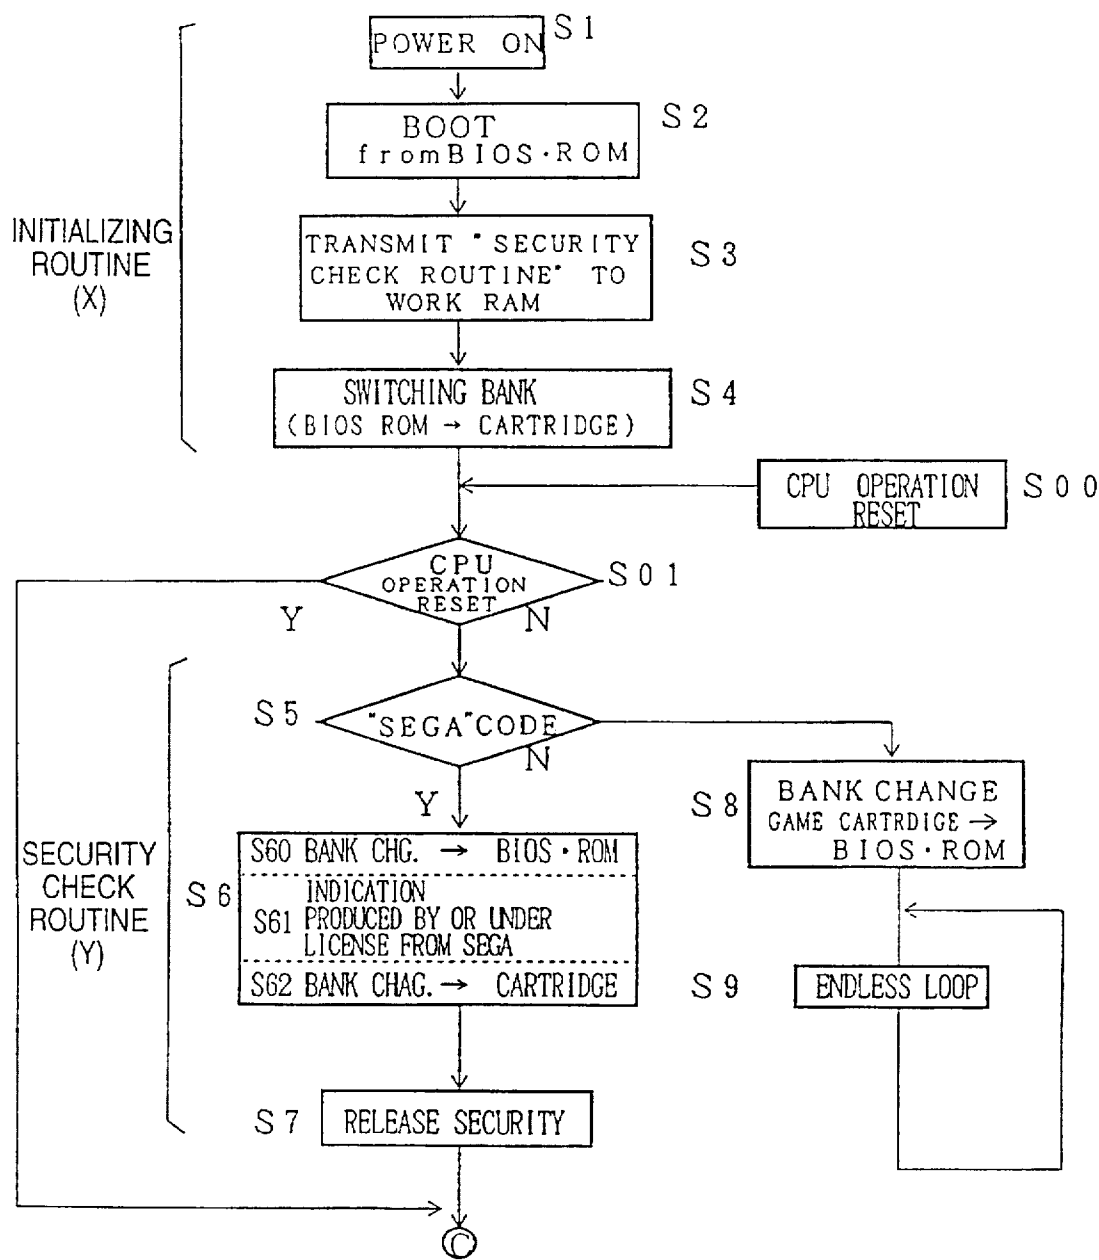 POWER ON
S1
BOOT
from BIOS・ROM
S2
INITIALIZING
ROUTINE
(X)
TRANSMIT "SECURITY
CHECK ROUTINE" TO
WORK RAM
S3
SWITCHING BANK
(BIOS ROM → CARTRIDGE)
S4
CPU OPERATION
RESET
S00
CPU
OPERATION
RESET
S01
Y
N
S5
"SEGA" CODE
N
Y
S8
BANK CHANGE
GAME CARTRDIGE →
BIOS・ROM
SECURITY
CHECK
ROUTINE
(Y)
S6
S60 BANK CHG. → BIOS・ROM
INDICATION
S61 PRODUCED BY OR UNDER
LICENSE FROM SEGA
S62 BANK CHAG. → CARTRIDGE
S9
ENDLESS LOOP
S7
RELEASE SECURITY
C